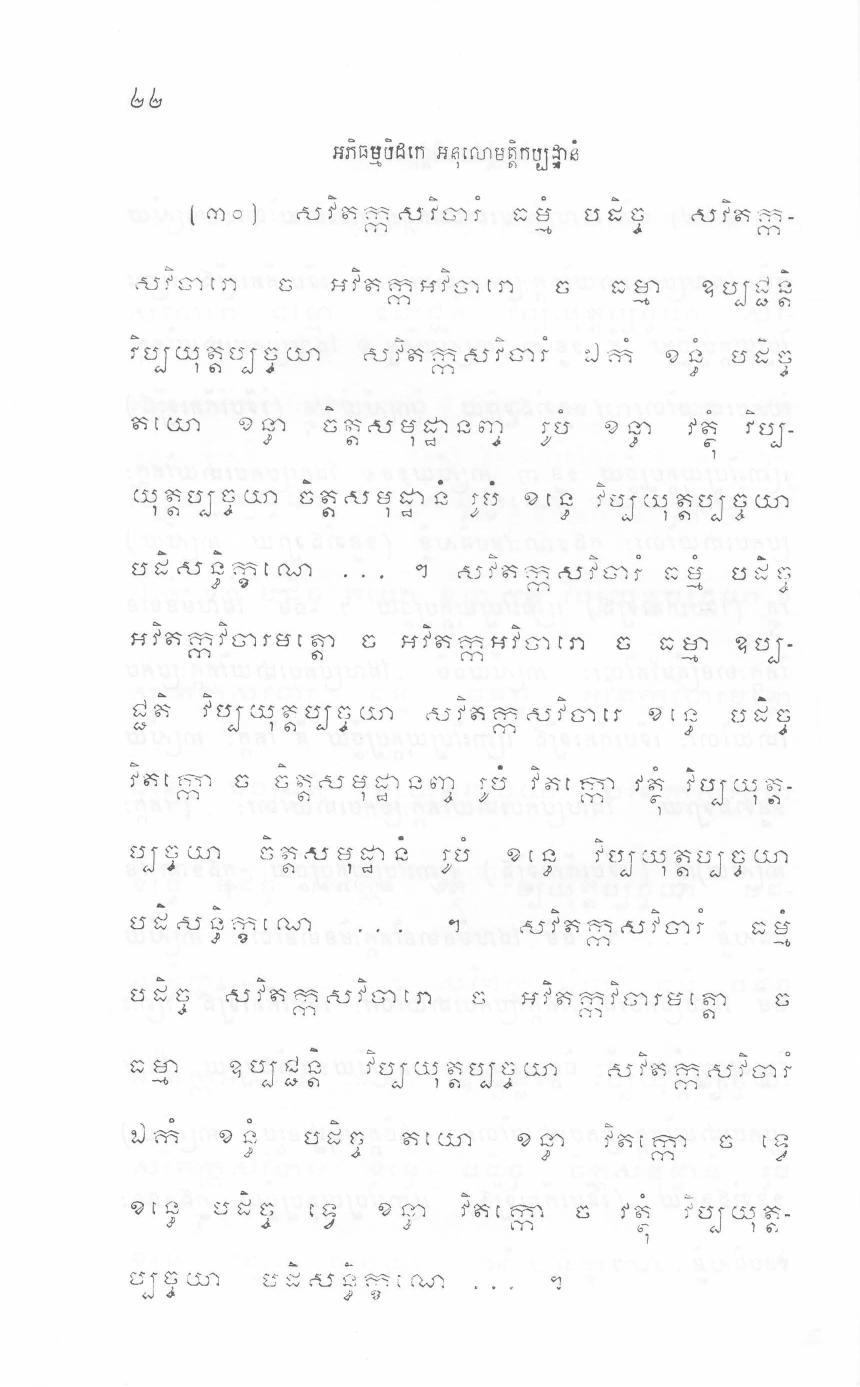 ២២
អភិធម្មបិដកេ អនុលោមត្តិកប្បដ្ឋានំ
(៣០) សវិតក្កសវិចារំ ធម្មំ បដិច្ច សវិតក្ក-
សវិចារោ ច អវិតក្កអវិចារោ ច ធម្មា ឧប្បជ្ជន្តិ
វិប្បយុត្តប្បច្ចយា សវិតក្កសវិចារំ ឯកំ ខន្ធំ បដិច្ច
តយោ ខន្ធា ចិត្តសមុដ្ឋានញ្ច រូបំ ខន្ធា វត្ថុំ វិប្ប-
យុត្តប្បច្ចយា ចិត្តសមុដ្ឋានំ រូបំ ខន្ធេ វិប្បយុត្តប្បច្ចយា
បដិសន្ធិក្ខណេ ... ។ សវិតក្កសវិចារំ ធម្មំ បដិច្ច
អវិតក្កវិចារមត្តោ ច អវិតក្កអវិចារោ ច ធម្មា ឧប្ប-
ជ្ជតិ វិប្បយុត្តប្បច្ចយា សវិតក្កសវិចារេ ខន្ធេ បដិច្ច
វិតក្កោ ច ចិត្តសមុដ្ឋានញ្ច រូបំ វិតក្កោ វត្ថុំ វិប្បយុត្ត-
ប្បច្ចយា ចិត្តសមុដ្ឋានំ រូបំ ខន្ធេ វិប្បយុត្តប្បច្ចយា
បដិសន្ធិក្ខណេ ... ។ សវិតក្កសវិចារំ ធម្មំ
បដិច្ច សវិតក្កសវិចារោ ច អវិតក្កវិចារមត្តោ ច
ធម្មា ឧប្បជ្ជន្តិ វិប្បយុត្តប្បច្ចយា សវិតក្កសវិចារំ
ឯកំ ខន្ធំ បដិច្ច តយោ ខន្ធា វិតក្កោ ច ទ្វេ
ខន្ធេ បដិច្ច ទ្វេ ខន្ធា វិតក្កោ ច វត្ថុំ វិប្បយុត្ត-
ប្បច្ចយា បដិសន្ធិក្ខណេ ... ។